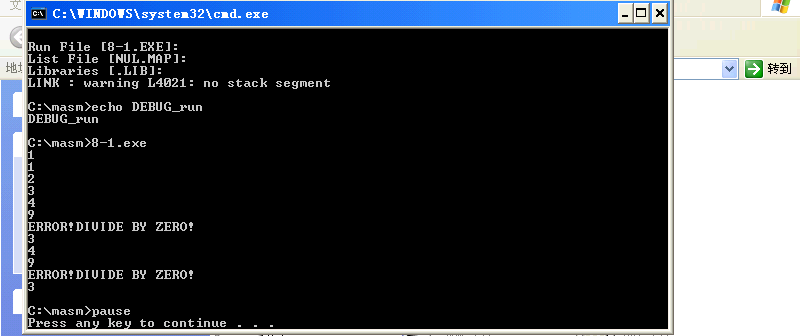 C:\WINDOWS\system32\cmd.exe
Run File [8-1.EXE]:
List File [NUL.MAP]:
Libraries [.LIB]:
LINK : warning L4021: no stack segment
C:\masm>echo DEBUG_run
DEBUG_run
C:\masm>8-1.exe
1
1
2
3
4
9
ERROR!DIVIDE BY ZERO!
3
4
9
ERROR!DIVIDE BY ZERO!
3
C:\masm>pause
Press any key to continue . . .
转到